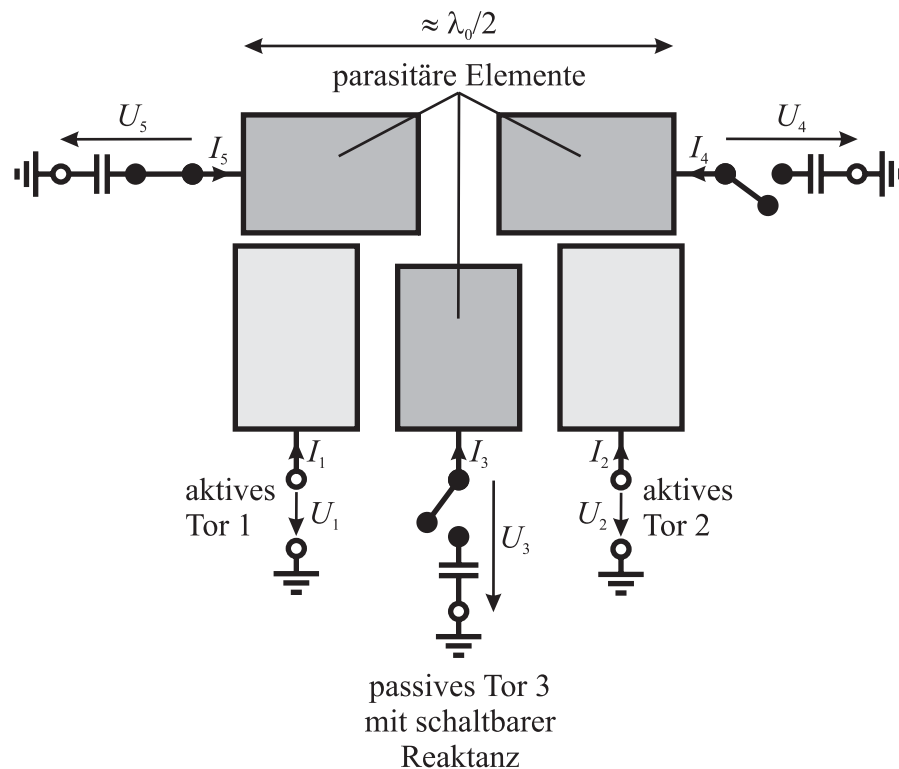 ≈ λ₀/2
parasitäre Elemente
U₅
U₄
I₅
I₄
I₁
I₃
I₂
aktives
Tor 1
U₁
U₃
U₂
aktives
Tor 2
passives Tor 3
mit schaltbarer
Reaktanz